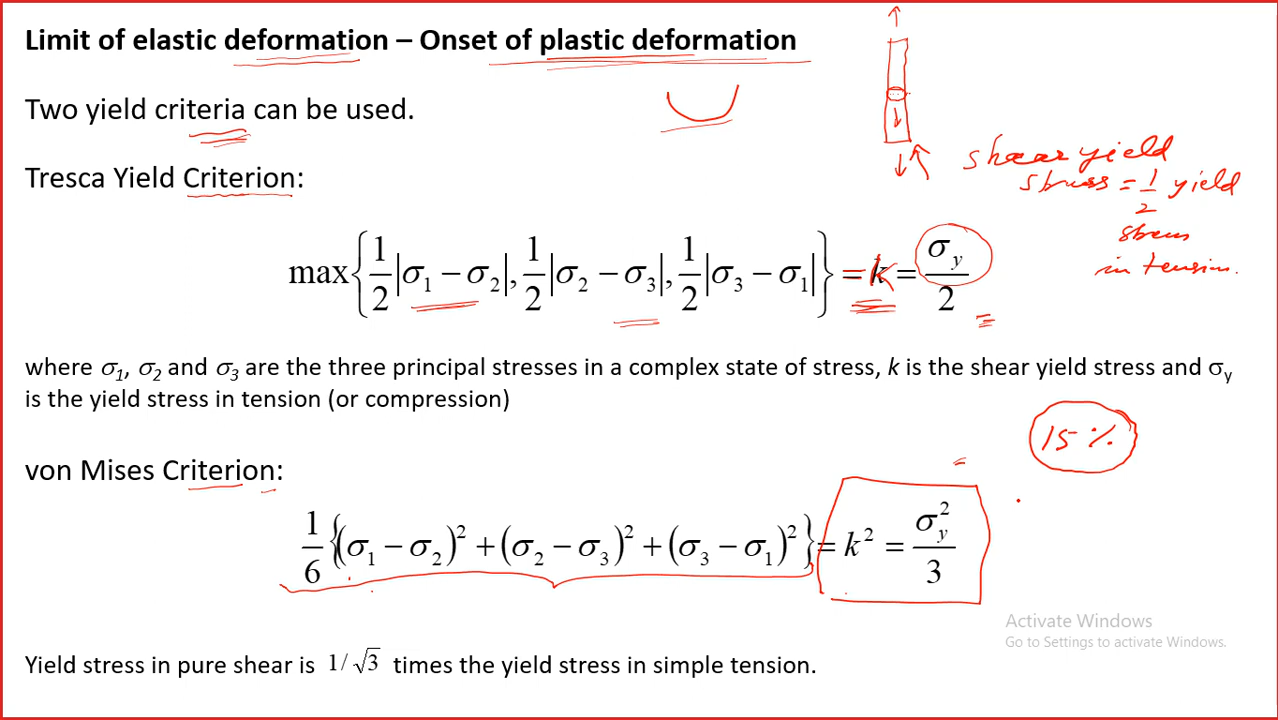 Limit of elastic deformation – Onset of plastic deformation
Two yield criteria can be used.
shear yield
stress = 1/2 yield
stress
in tension.
Tresca Yield Criterion:
max{1/2|σ₁ − σ₂|, 1/2|σ₂ − σ₃|, 1/2|σ₃ − σ₁|} = k = σ_y/2
where σ₁, σ₂ and σ₃ are the three principal stresses in a complex state of stress, k is the shear yield stress and σ_y
is the yield stress in tension (or compression)
15 %
von Mises Criterion:
1/6{(σ₁ − σ₂)² + (σ₂ − σ₃)² + (σ₃ − σ₁)²} = k² = σ_y²/3
Activate Windows
Go to Settings to activate Windows.
Yield stress in pure shear is 1/√3 times the yield stress in simple tension.